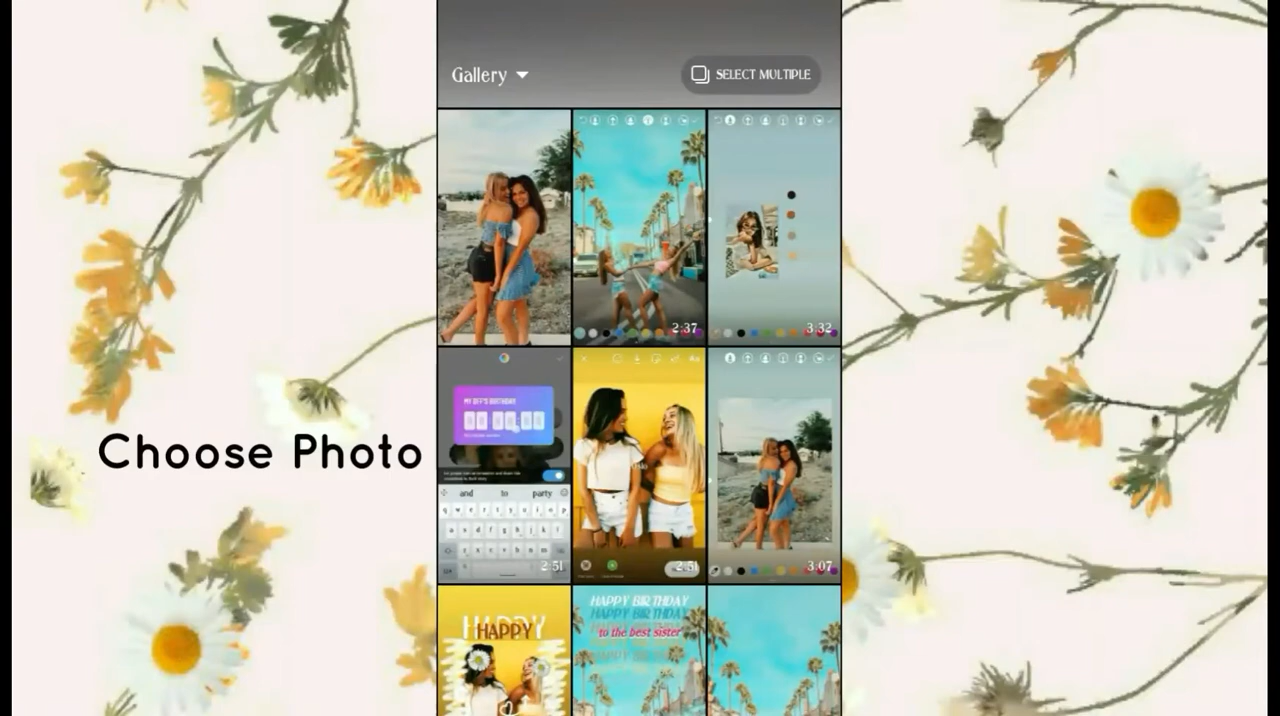 Gallery
SELECT MULTIPLE
2:37
3:32
Choose Photo
MY BFF'S BIRTHDAY
and to party
q w e r t y u i o p
a s d f g h j k l
z x c v b n m
2:51
Oslo
2:51
3:07
HAPPY
HAPPY BIRTHDAY
HAPPY BIRTHDAY
to the best sister